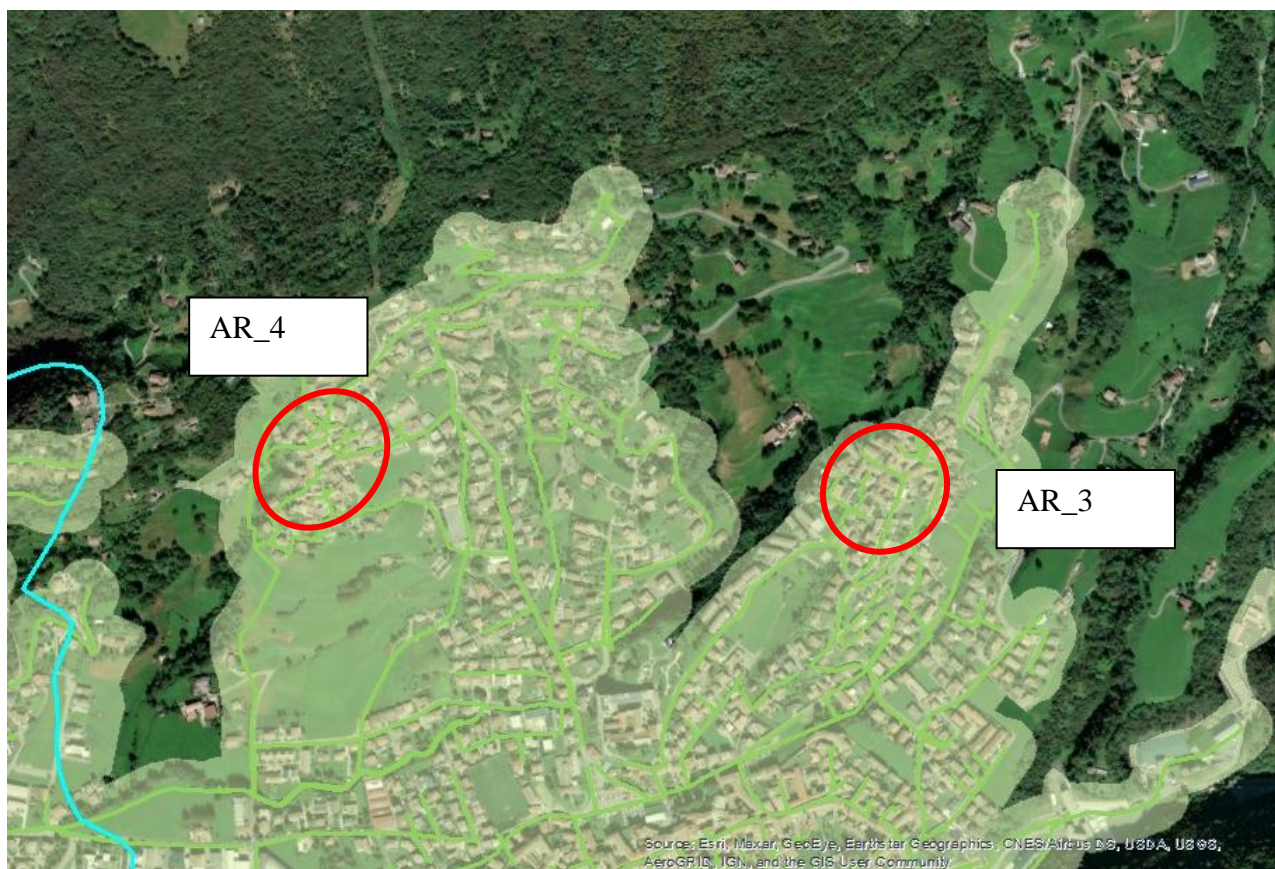 AR_4
AR_3
Source: Esri, Maxar, GeoEye, Earthstar Geographics, CNES/Airbus DS, USDA, USGS,
AeroGRID, IGN, and the GIS User Community